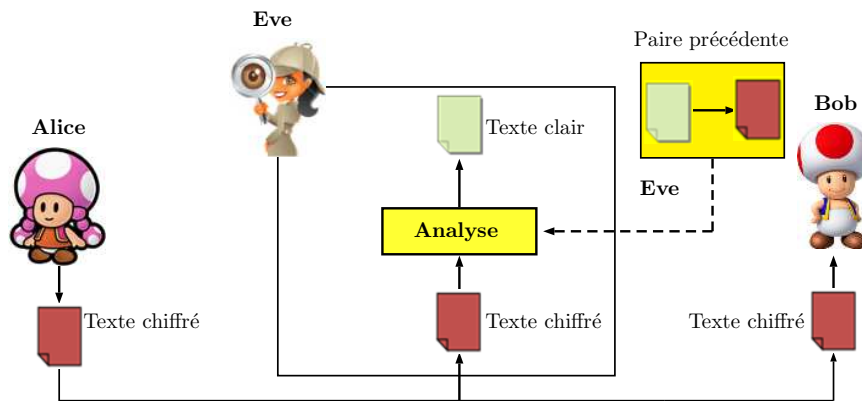 Eve
Paire précédente
Alice
Bob
Texte clair
Eve
Analyse
Texte chiffré
Texte chiffré
Texte chiffré